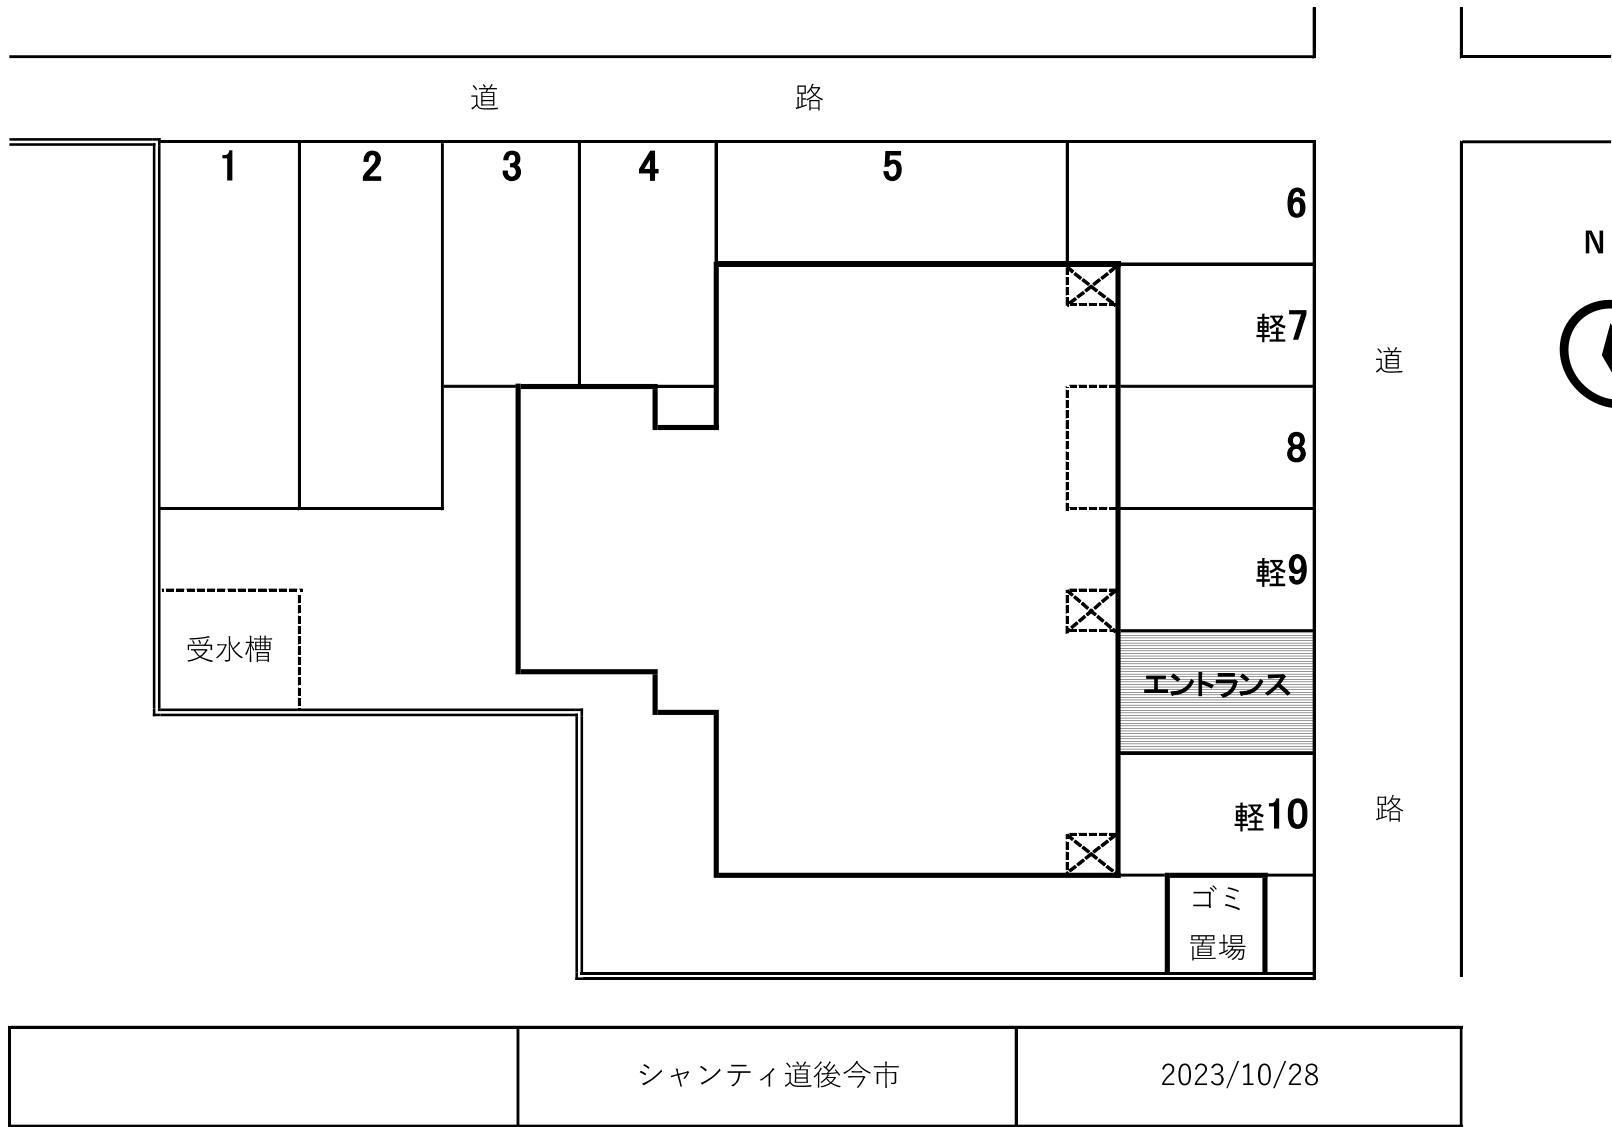 道 路
1 2 3 4 5
6
N
軽7
道
8
軽9
受水槽
エントランス
軽10
路
ゴミ
置場
シャンティ道後今市
2023/10/28